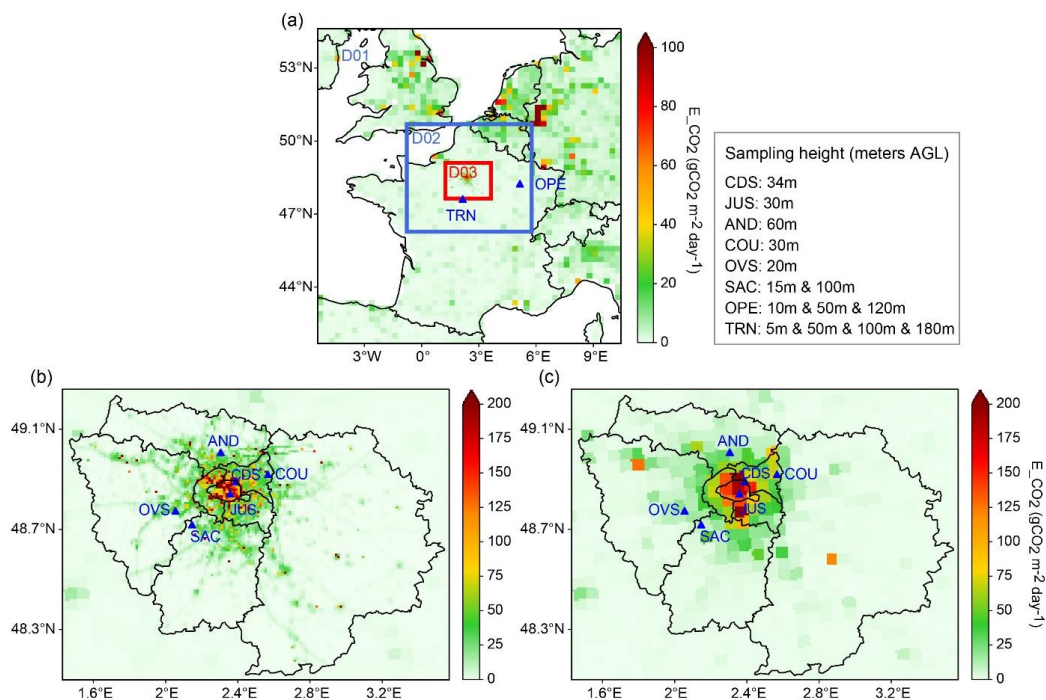 (a)
D01
D02
D03
OPE
TRN
53°N
50°N
47°N
44°N
3°W 0° 3°E 6°E 9°E
100
80
60
40
20
0
E_CO₂ (gCO₂ m⁻² day⁻¹)
Sampling height (meters AGL)
CDS: 34m
JUS: 30m
AND: 60m
COU: 30m
OVS: 20m
SAC: 15m & 100m
OPE: 10m & 50m & 120m
TRN: 5m & 50m & 100m & 180m
(b)
49.1°N
48.7°N
48.3°N
1.6°E 2°E 2.4°E 2.8°E 3.2°E
AND
CDS
COU
OVS
JUS
SAC
200
175
150
125
100
75
50
25
0
(c)
49.1°N
48.7°N
48.3°N
1.6°E 2°E 2.4°E 2.8°E 3.2°E
AND
CDS
COU
OVS
JUS
SAC
200
175
150
125
100
75
50
25
0
E_CO₂ (gCO₂ m⁻² day⁻¹)